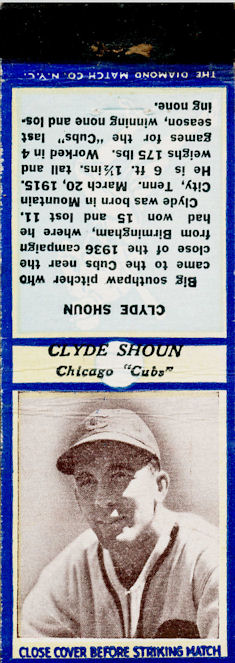 THE DIAMOND MATCH CO. N.Y.C.
CLYDE SHOUN
Big southpaw pitcher who
came to the Cubs near the
close of the 1936 campaign
from Birmingham, where he
had won 15 and lost 11.
Clyde was born in Mountain
City, Tenn. March 20, 1915.
He is 6 ft. 1½ ins. tall and
weighs 175 lbs. Worked in 4
games for the "Cubs" last
season, winning none and los-
ing none.
CLYDE SHOUN
Chicago "Cubs"
CLOSE COVER BEFORE STRIKING MATCH